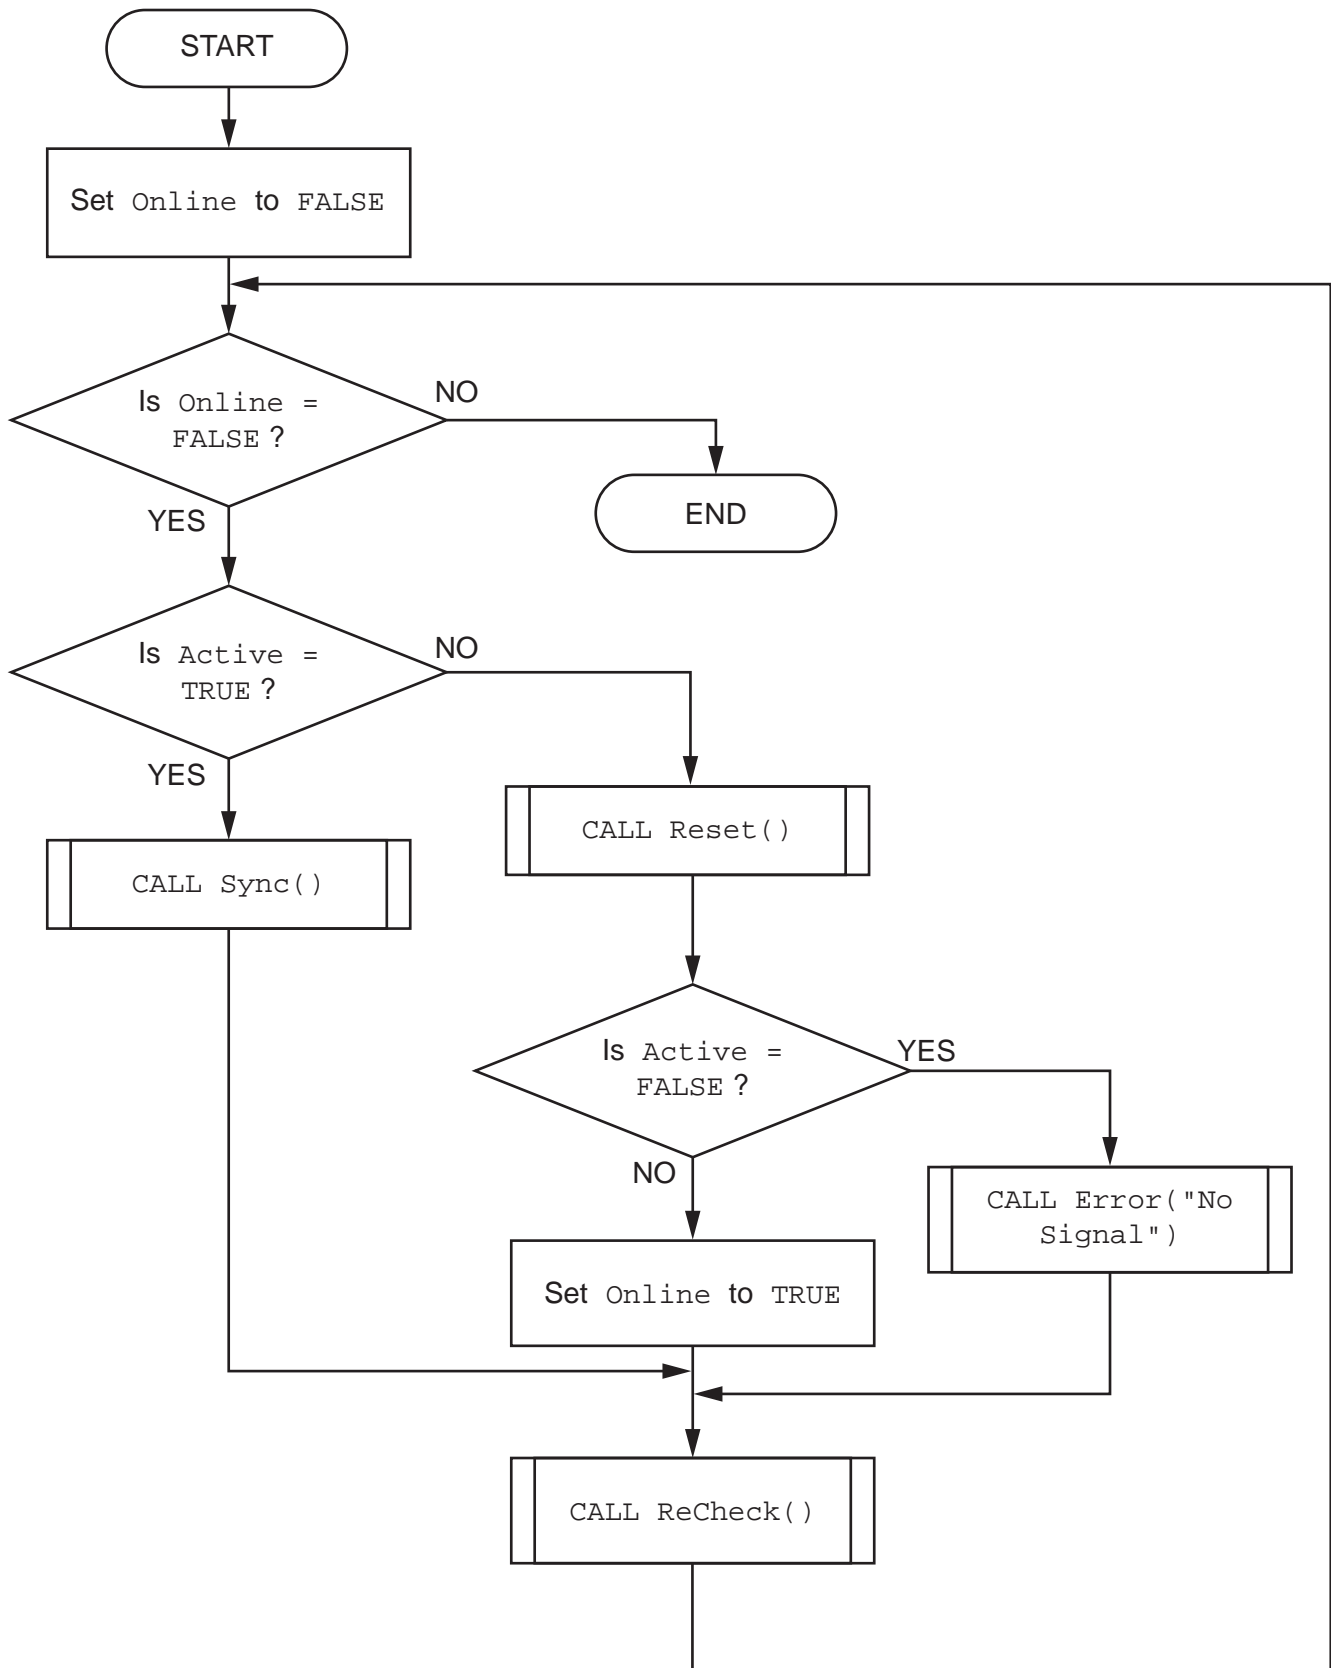 START
Set Online to FALSE
Is Online =
FALSE ?
NO
END
YES
Is Active =
TRUE ?
NO
YES
CALL Reset()
CALL Sync()
Is Active =
FALSE ?
YES
NO
CALL Error("No
Signal")
Set Online to TRUE
CALL ReCheck()